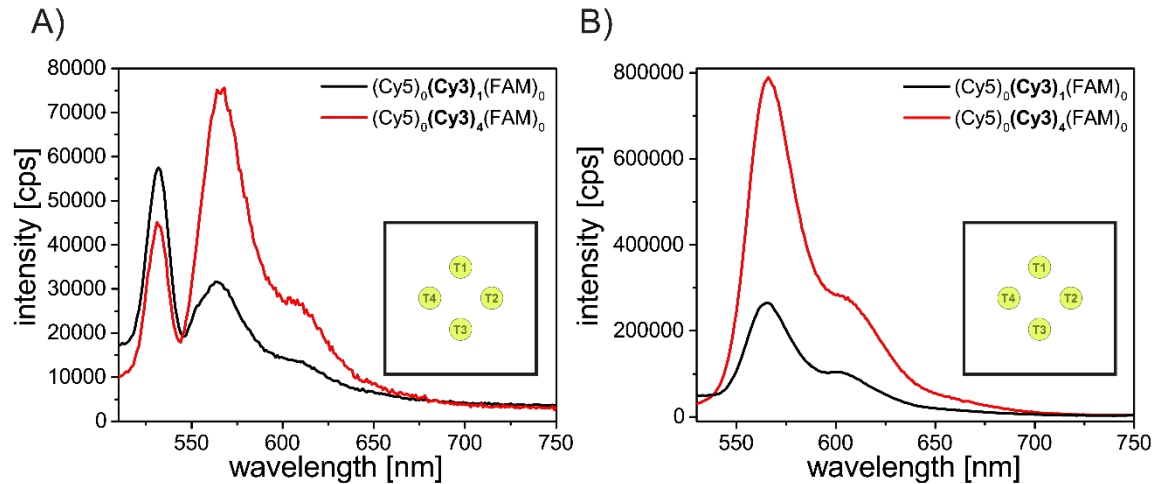 A)
80000
70000
60000
50000
40000
30000
20000
10000
0
intensity [cps]
(Cy5)₀(Cy3)₁(FAM)₀
(Cy5)₀(Cy3)₄(FAM)₀
T1
T4 T2
T3
550 600 650 700 750
wavelength [nm]
B)
800000
600000
400000
200000
0
intensity [cps]
(Cy5)₀(Cy3)₁(FAM)₀
(Cy5)₀(Cy3)₄(FAM)₀
T1
T4 T2
T3
550 600 650 700 750
wavelength [nm]